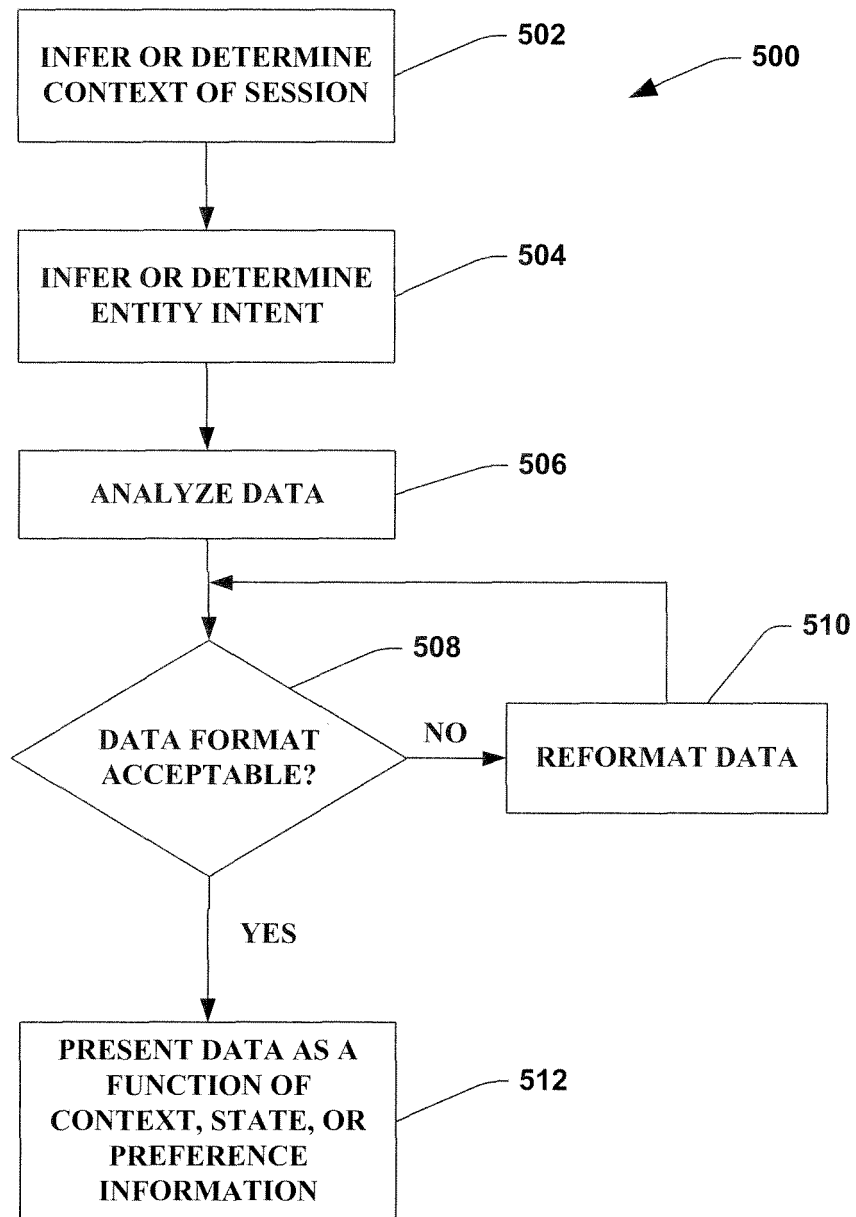 502
500
INFER OR DETERMINE
CONTEXT OF SESSION
504
INFER OR DETERMINE
ENTITY INTENT
506
ANALYZE DATA
508
510
DATA FORMAT
ACCEPTABLE?
NO
REFORMAT DATA
YES
PRESENT DATA AS A
FUNCTION OF
CONTEXT, STATE, OR
PREFERENCE
INFORMATION
512